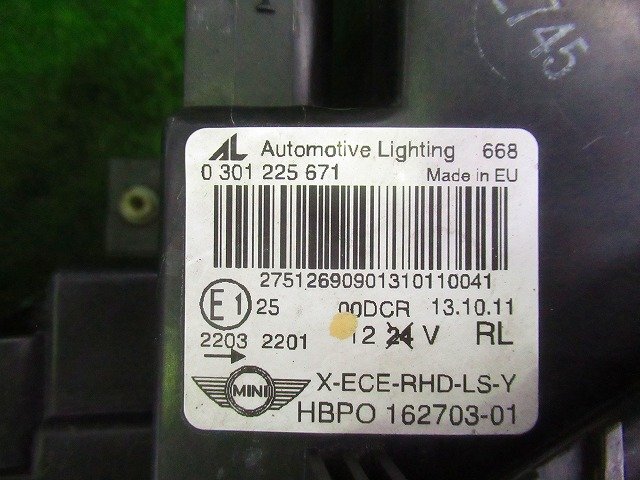 745
AL Automotive Lighting 668
0 301 225 671 Made in EU
27512690901310110041
E1 25 00DCR 13.10.11
2203 2201 12 24 V RL
MINI X-ECE-RHD-LS-Y
HBPO 162703-01